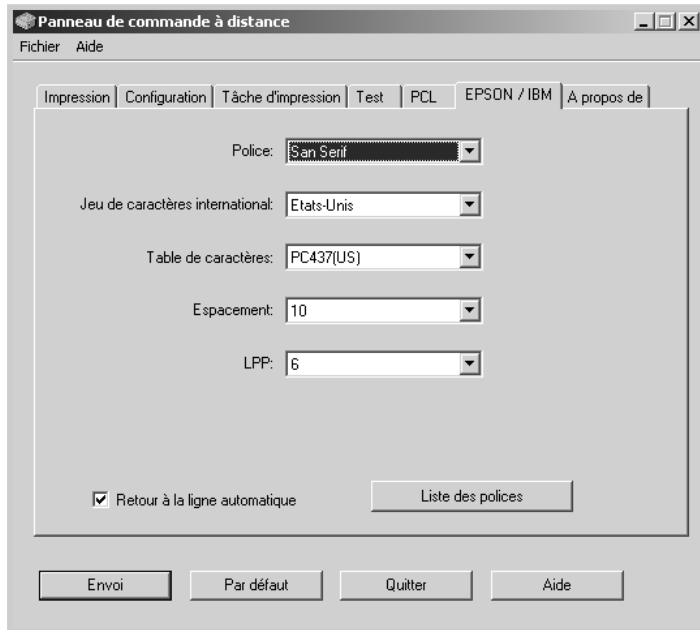 Panneau de commande à distance
Fichier Aide
Impression Configuration Tâche d'impression Test PCL EPSON / IBM A propos de
Police: San Serif
Jeu de caractères international: Etats-Unis
Table de caractères: PC437(US)
Espacement: 10
LPP: 6
Retour à la ligne automatique Liste des polices
Envoi Par défaut Quitter Aide